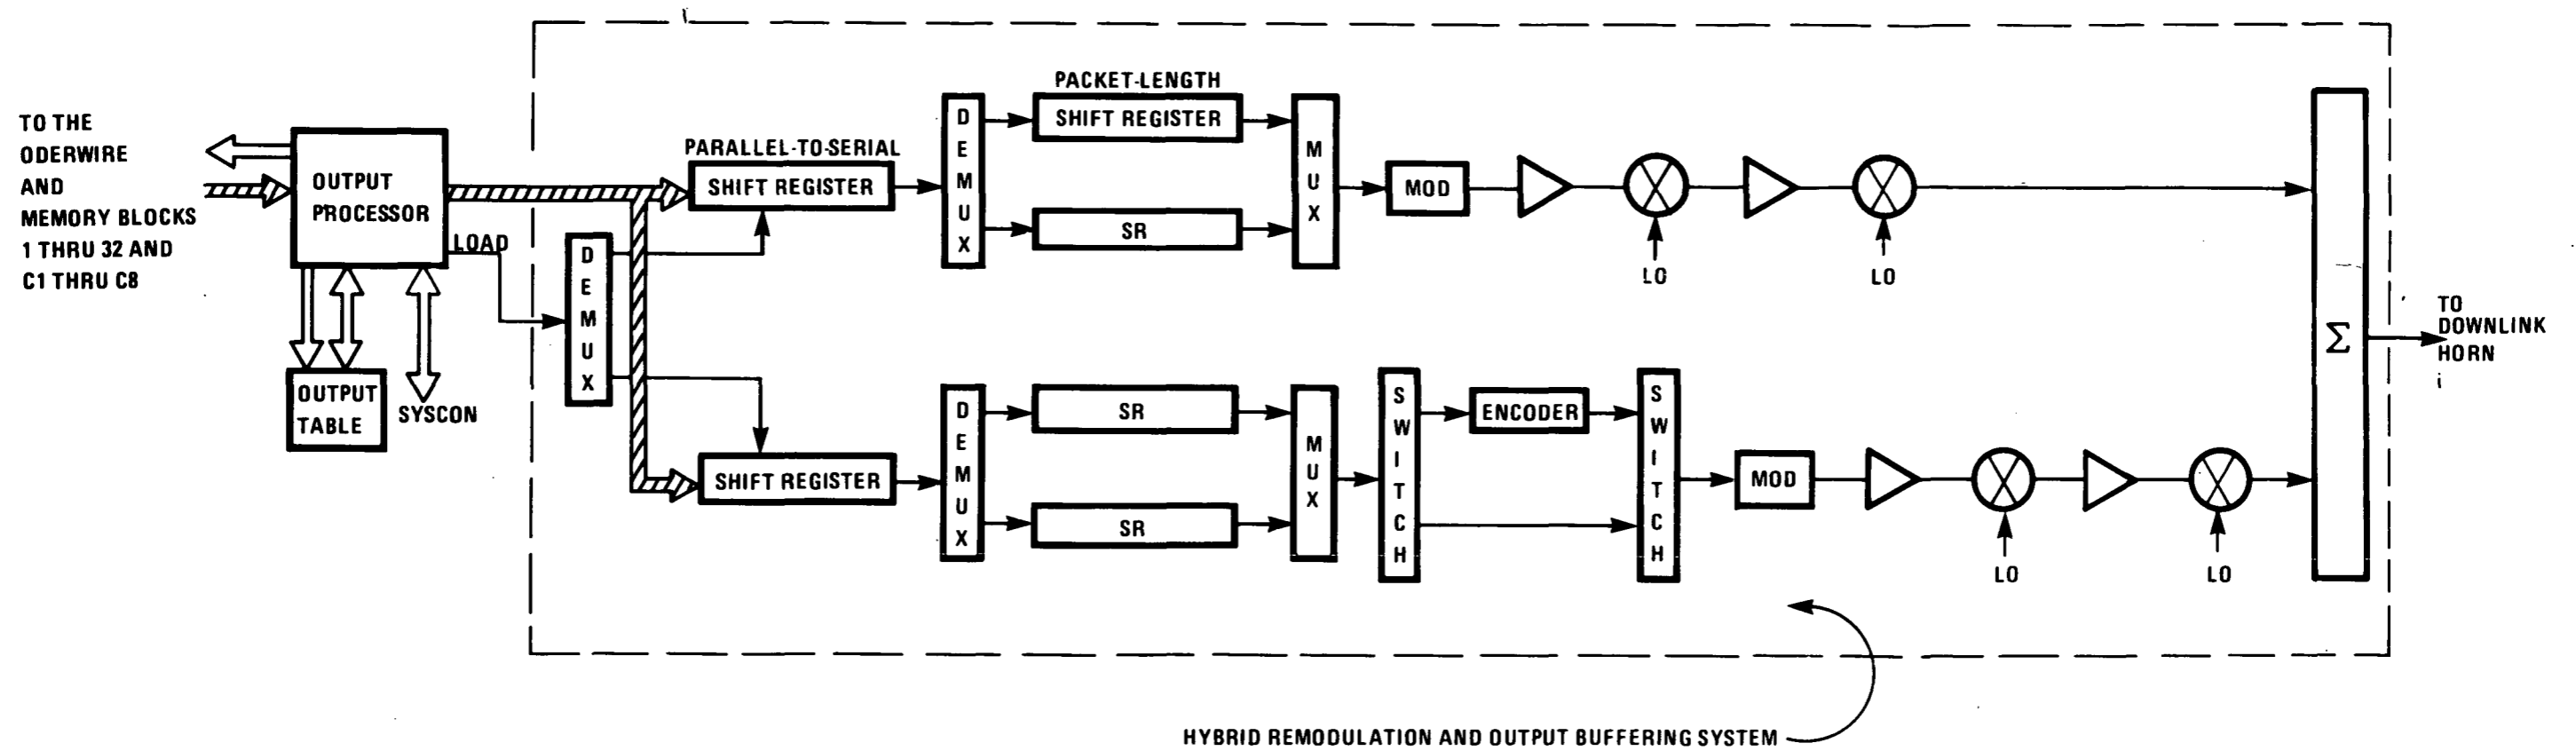 TO THE
ODERWIRE
AND
MEMORY BLOCKS
1 THRU 32 AND
C1 THRU C8
OUTPUT
PROCESSOR
LOAD
OUTPUT
TABLE
SYSCON
DEMUX
PARALLEL-TO-SERIAL
SHIFT REGISTER
DEMUX
PACKET-LENGTH
SHIFT REGISTER
SR
MUX
MOD
LO
LO
SHIFT REGISTER
DEMUX
SR
SR
MUX
SWITCH
ENCODER
SWITCH
MOD
LO
LO
Σ
TO
DOWNLINK
HORN
HYBRID REMODULATION AND OUTPUT BUFFERING SYSTEM